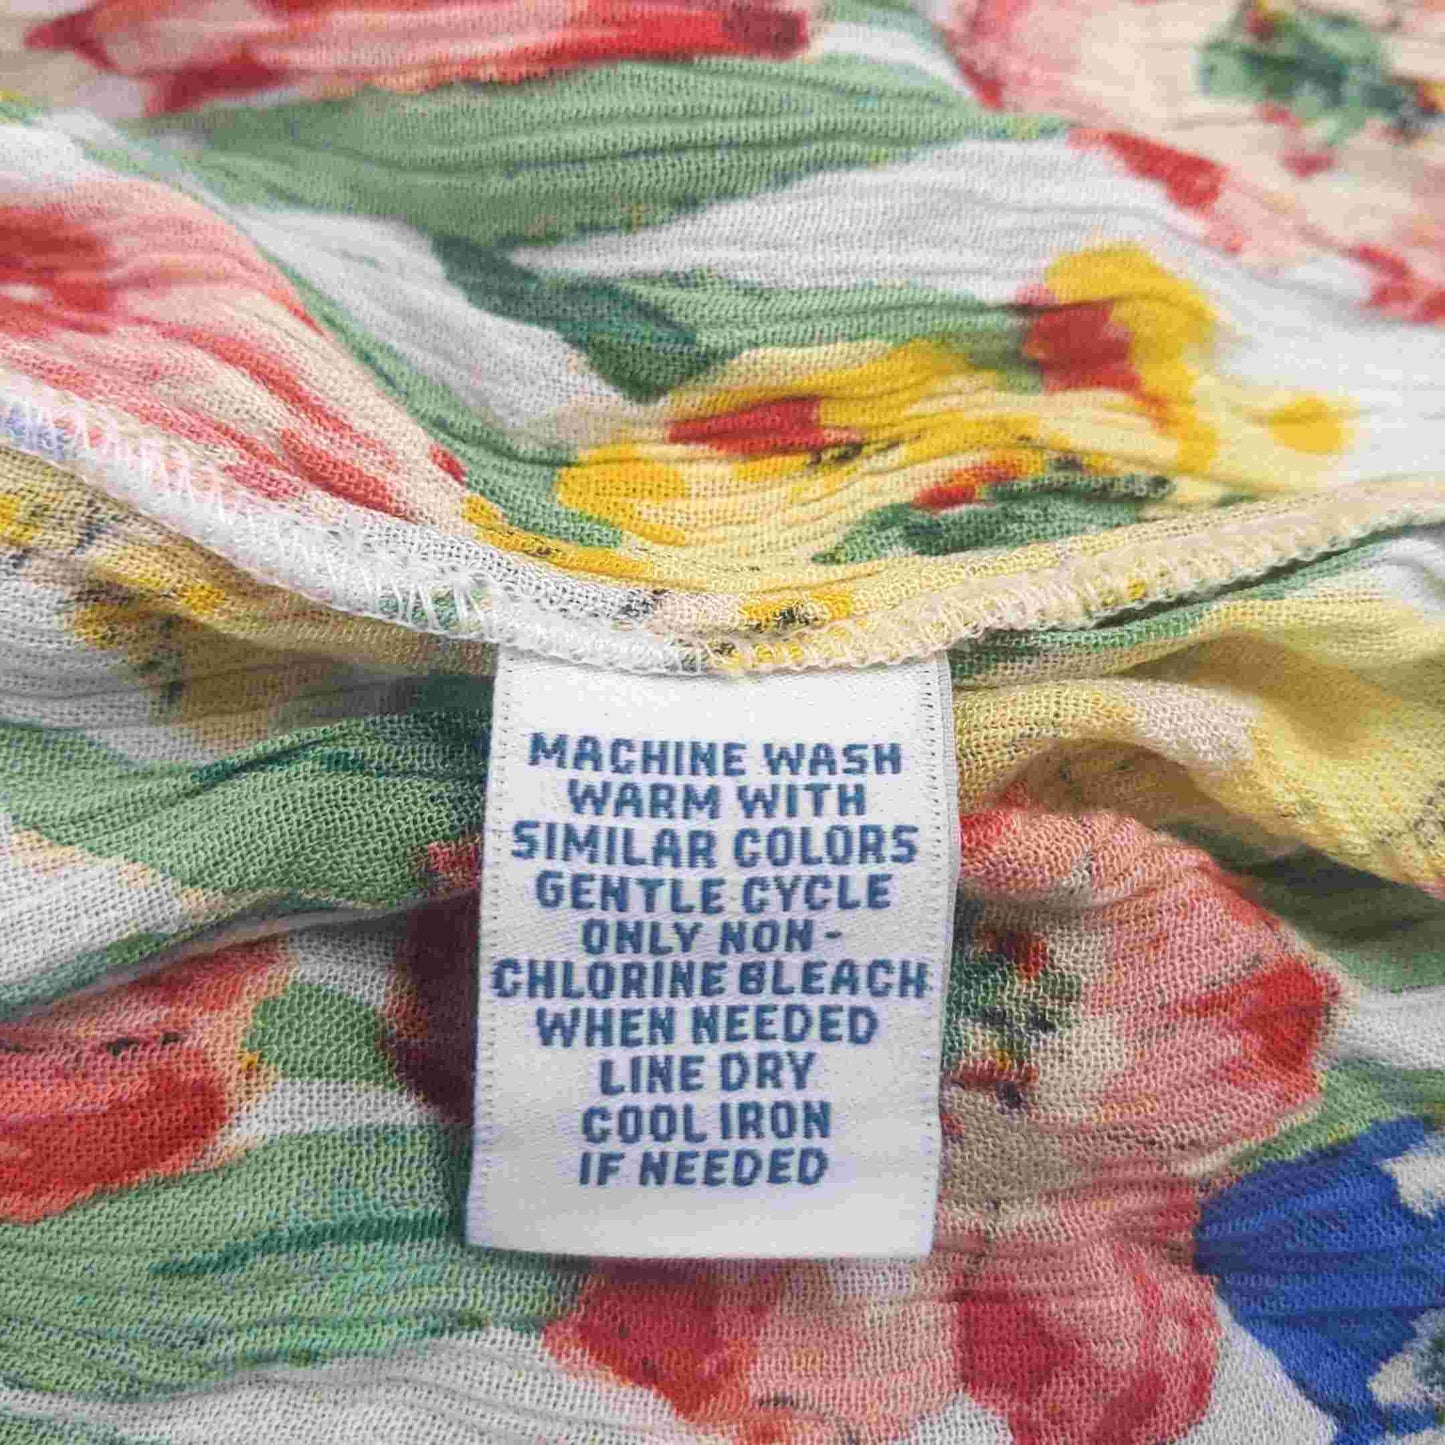 MACHINE WASH
WARM WITH
SIMILAR COLORS
GENTLE CYCLE
ONLY NON-
CHLORINE BLEACH
WHEN NEEDED
LINE DRY
COOL IRON
IF NEEDED